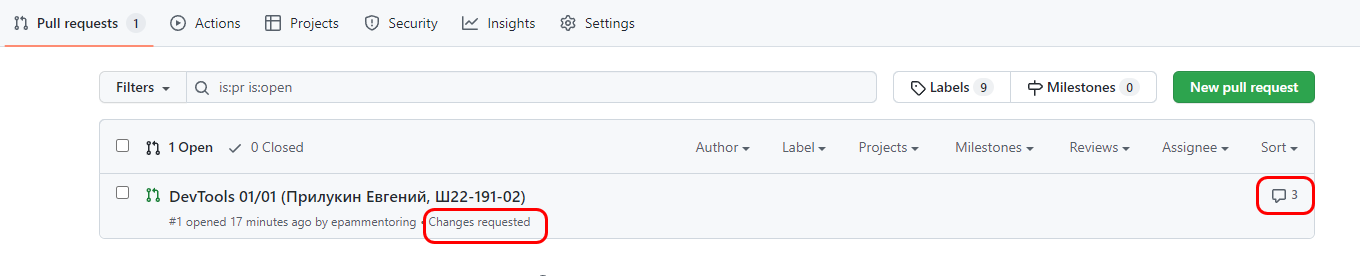 Pull requests 1 Actions Projects Security Insights Settings
Filters is:pr is:open Labels 9 Milestones 0 New pull request
1 Open 0 Closed Author Label Projects Milestones Reviews Assignee Sort
DevTools 01/01 (Прилукин Евгений, Ш22-191-02) 3
#1 opened 17 minutes ago by epammentoring • Changes requested